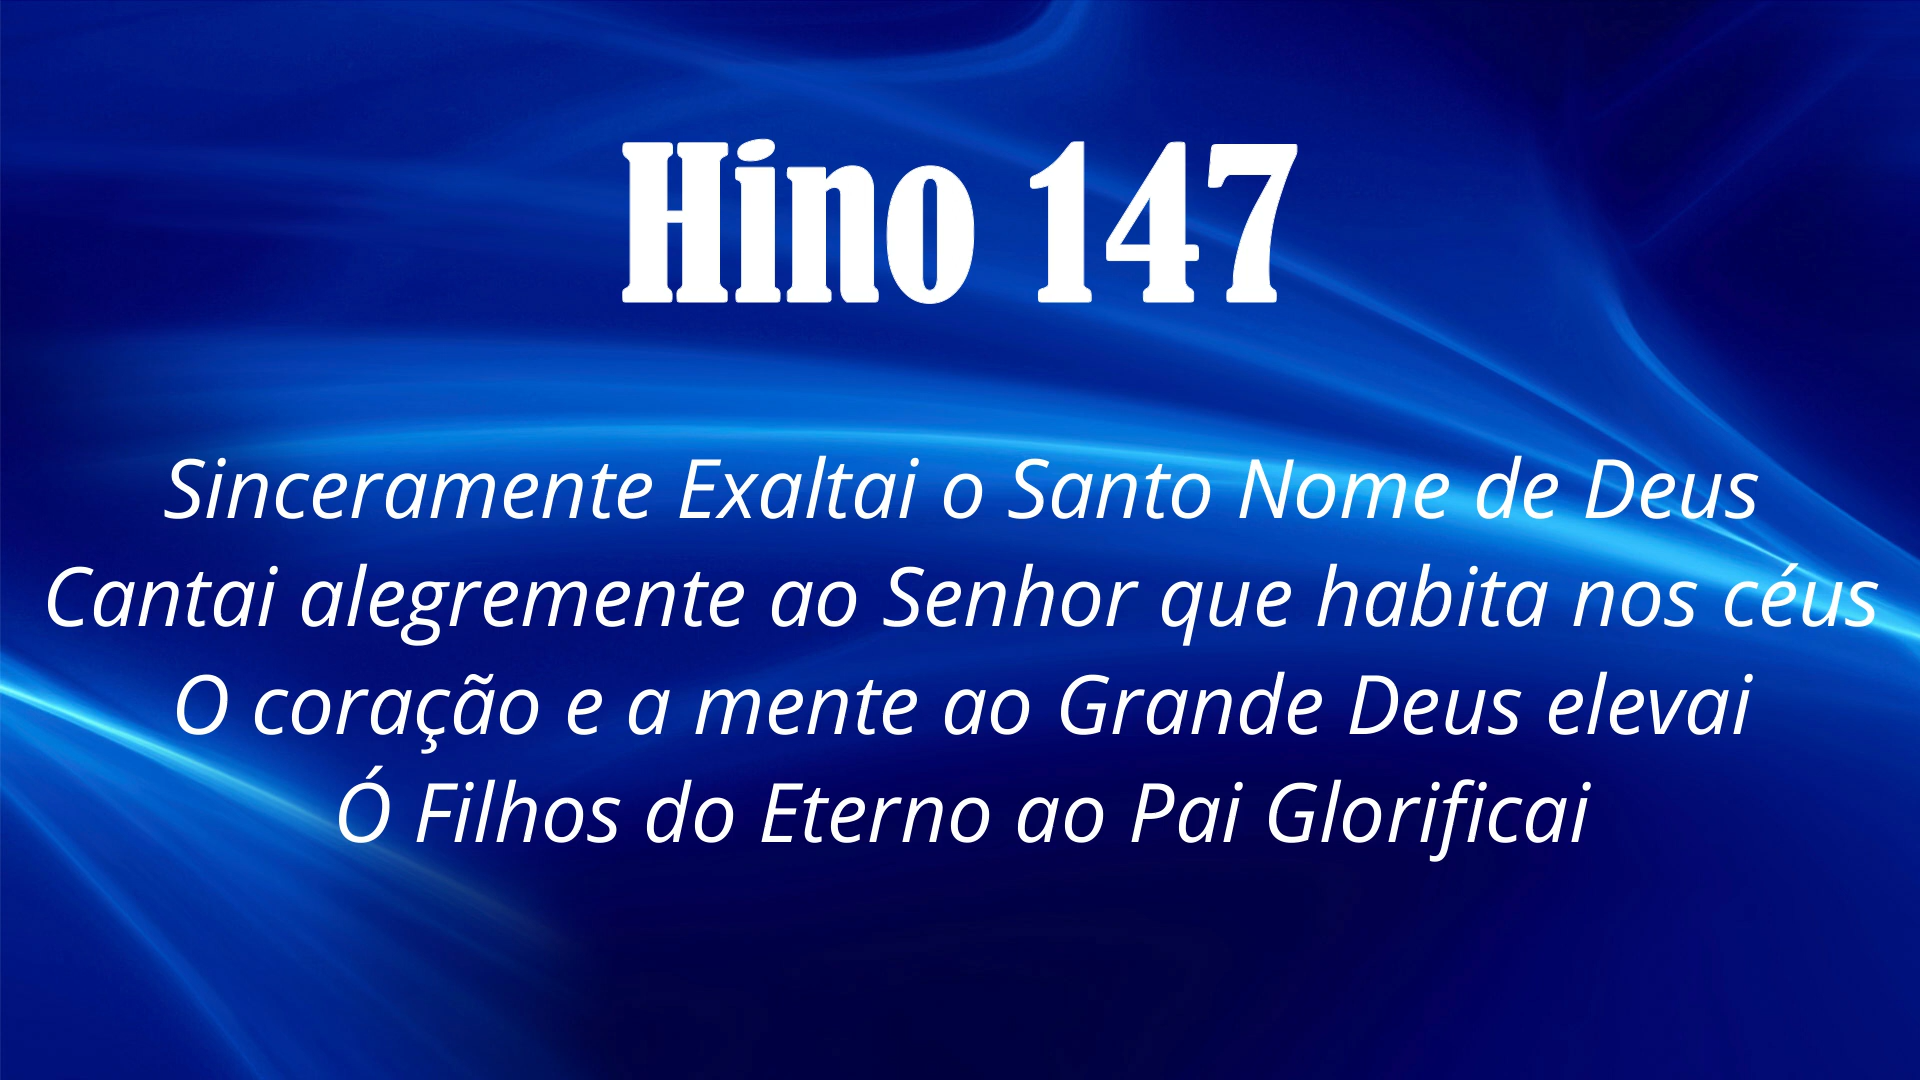 Hino 147
Sinceramente Exaltai o Santo Nome de Deus
Cantai alegremente ao Senhor que habita nos céus
O coração e a mente ao Grande Deus elevai
Ó Filhos do Eterno ao Pai Glorificai